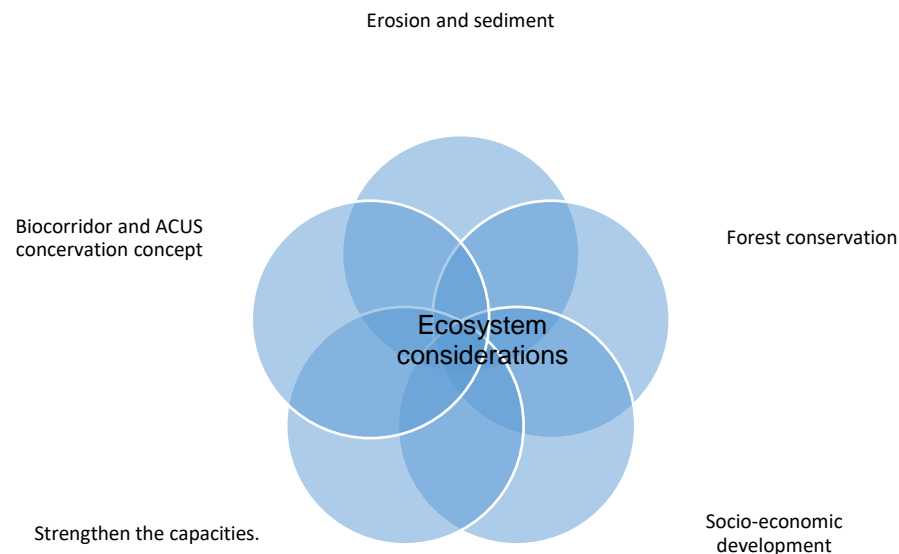 Erosion and sediment
Biocorridor and ACUS
concervation concept
Forest conservation
Ecosystem
considerations
Strengthen the capacities.
Socio-economic
development